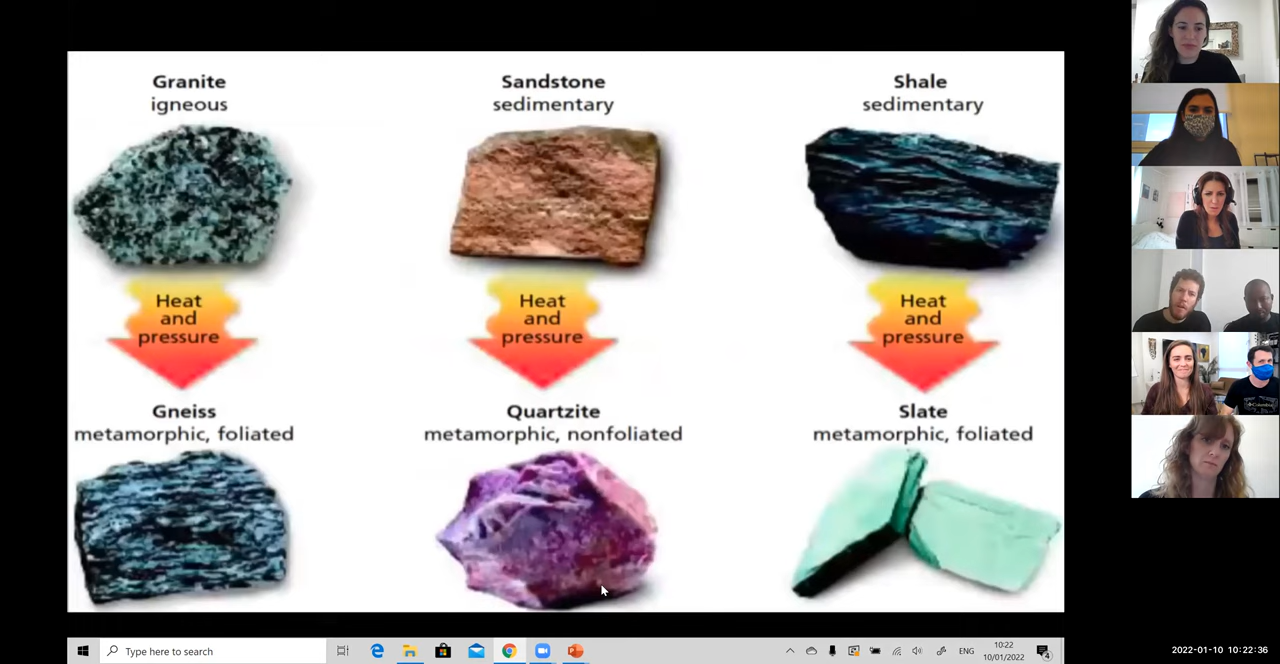 Granite
igneous
Sandstone
sedimentary
Shale
sedimentary
Heat
and
pressure
Heat
and
pressure
Heat
and
pressure
Gneiss
metamorphic, foliated
Quartzite
metamorphic, nonfoliated
Slate
metamorphic, foliated
Type here to search
ENG
10:22
10/01/2022
4
2022-01-10 10:22:36